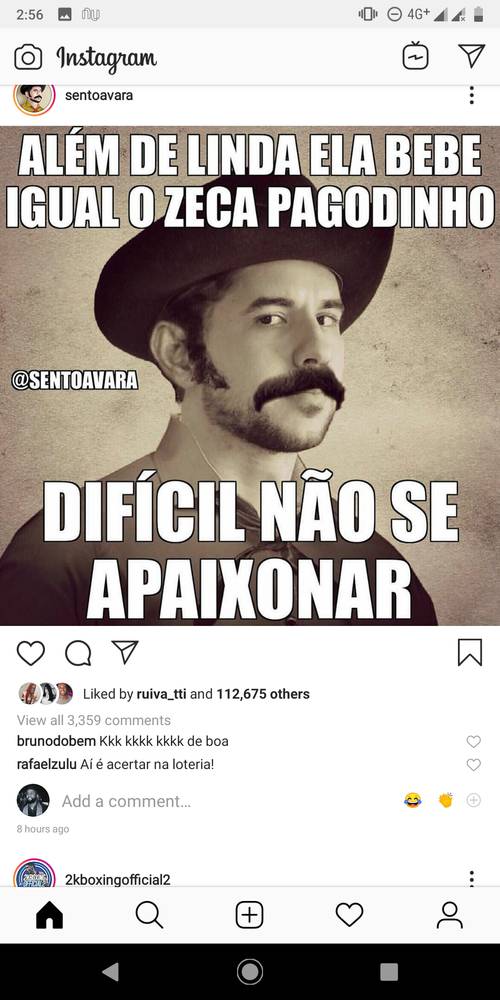 2:56
4G+
Instagram
sentoavara
ALÉM DE LINDA ELA BEBE
IGUAL O ZECA PAGODINHO
@SENTOAVARA
DIFÍCIL NÃO SE
APAIXONAR
Liked by ruiva_tti and 112,675 others
View all 3,359 comments
brunodobem Kkk kkkk kkkk de boa
rafaelzulu Aí é acertar na loteria!
Add a comment...
8 hours ago
2kboxingofficial2